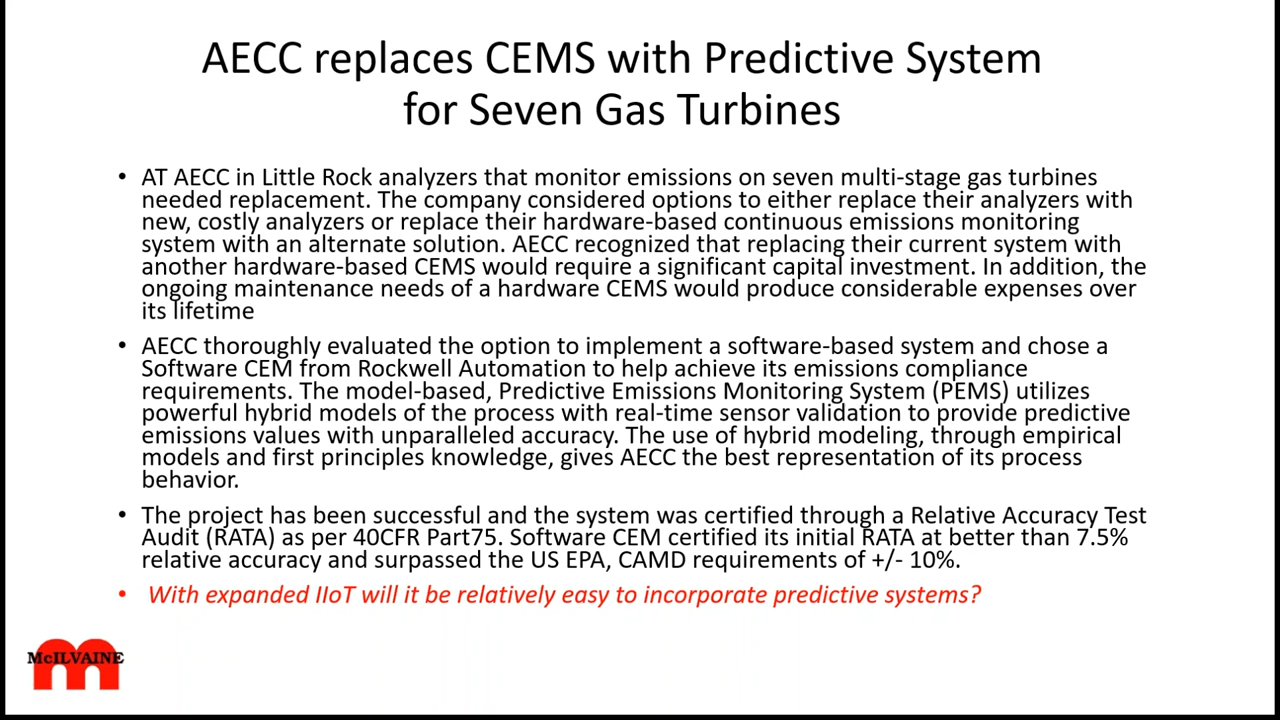 AECC replaces CEMS with Predictive System
for Seven Gas Turbines
• AT AECC in Little Rock analyzers that monitor emissions on seven multi-stage gas turbines
needed replacement. The company considered options to either replace their analyzers with
new, costly analyzers or replace their hardware-based continuous emissions monitoring
system with an alternate solution. AECC recognized that replacing their current system with
another hardware-based CEMS would require a significant capital investment. In addition, the
ongoing maintenance needs of a hardware CEMS would produce considerable expenses over
its lifetime
• AECC thoroughly evaluated the option to implement a software-based system and chose a
Software CEM from Rockwell Automation to help achieve its emissions compliance
requirements. The model-based, Predictive Emissions Monitoring System (PEMS) utilizes
powerful hybrid models of the process with real-time sensor validation to provide predictive
emissions values with unparalleled accuracy. The use of hybrid modeling, through empirical
models and first principles knowledge, gives AECC the best representation of its process
behavior.
• The project has been successful and the system was certified through a Relative Accuracy Test
Audit (RATA) as per 40CFR Part75. Software CEM certified its initial RATA at better than 7.5%
relative accuracy and surpassed the US EPA, CAMD requirements of +/- 10%.
• With expanded IIoT will it be relatively easy to incorporate predictive systems?
McILVAINE